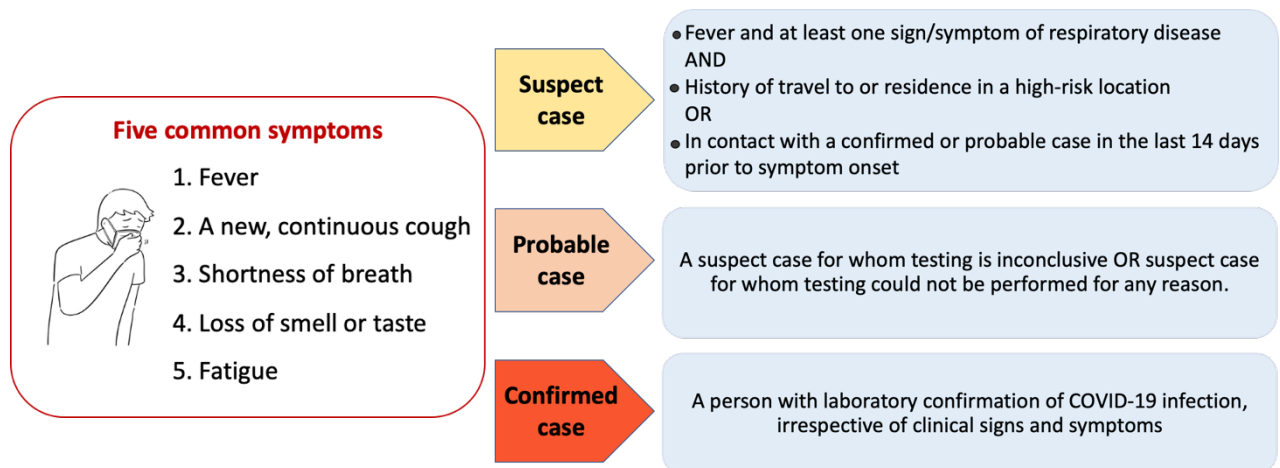 Five common symptoms
1. Fever
2. A new, continuous cough
3. Shortness of breath
4. Loss of smell or taste
5. Fatigue
Suspect
case
• Fever and at least one sign/symptom of respiratory disease
AND
• History of travel to or residence in a high-risk location
OR
• In contact with a confirmed or probable case in the last 14 days
prior to symptom onset
Probable
case
A suspect case for whom testing is inconclusive OR suspect case
for whom testing could not be performed for any reason.
Confirmed
case
A person with laboratory confirmation of COVID-19 infection,
irrespective of clinical signs and symptoms